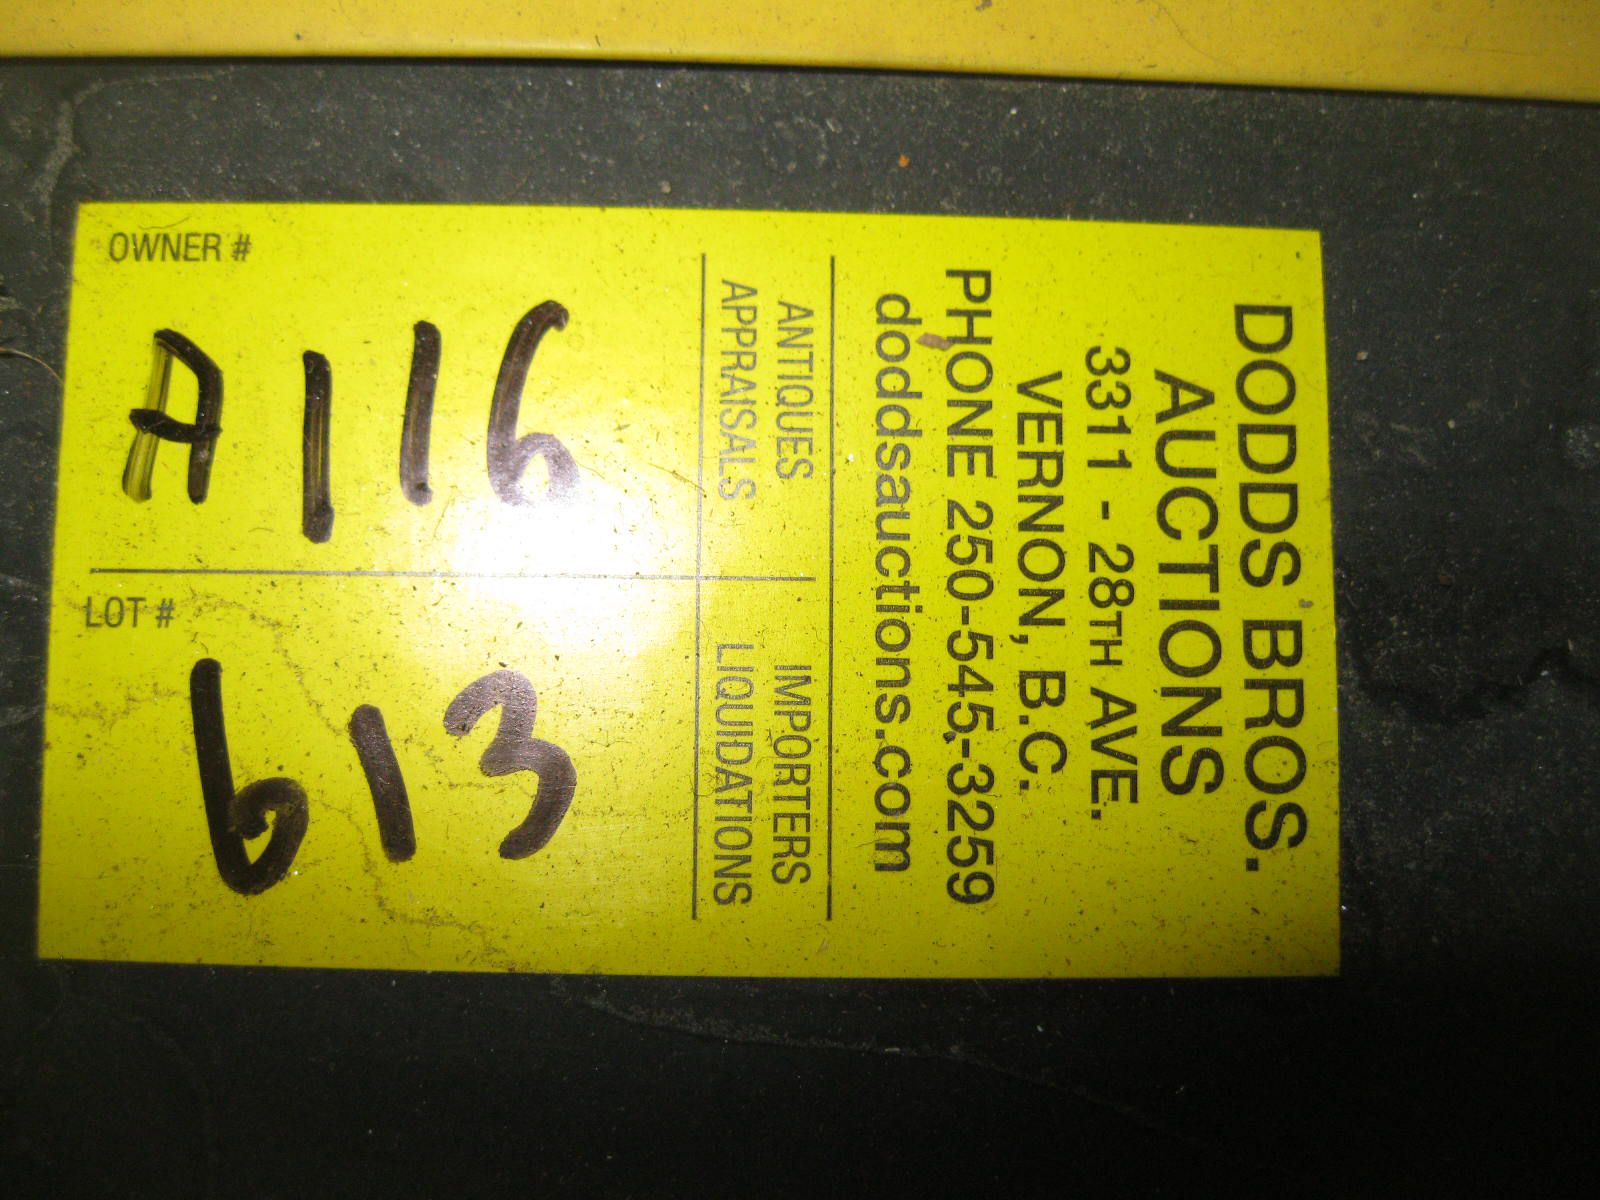 DODDS BROS.
AUCTIONS
3311 - 28TH AVE.
VERNON, B.C.
PHONE 250-545-3259
doddsauctions.com
ANTIQUES IMPORTERS
APPRAISALS LIQUIDATIONS
OWNER #
A116
LOT #
613